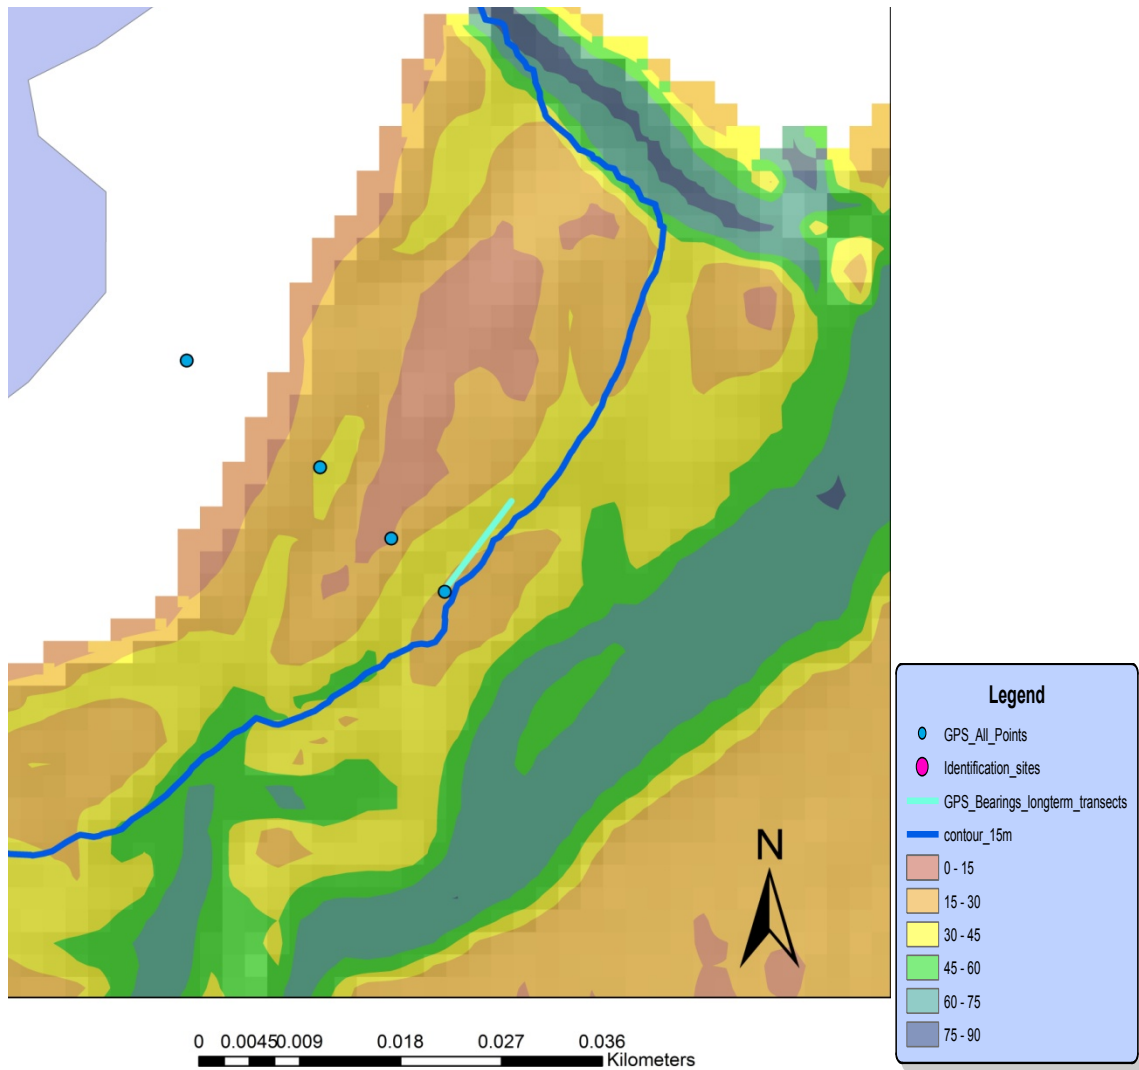 Legend
GPS_All_Points
Identification_sites
GPS_Bearings_longterm_transects
contour_15m
0 - 15
15 - 30
30 - 45
45 - 60
60 - 75
75 - 90
N
0 0.00450.009 0.018 0.027 0.036
Kilometers